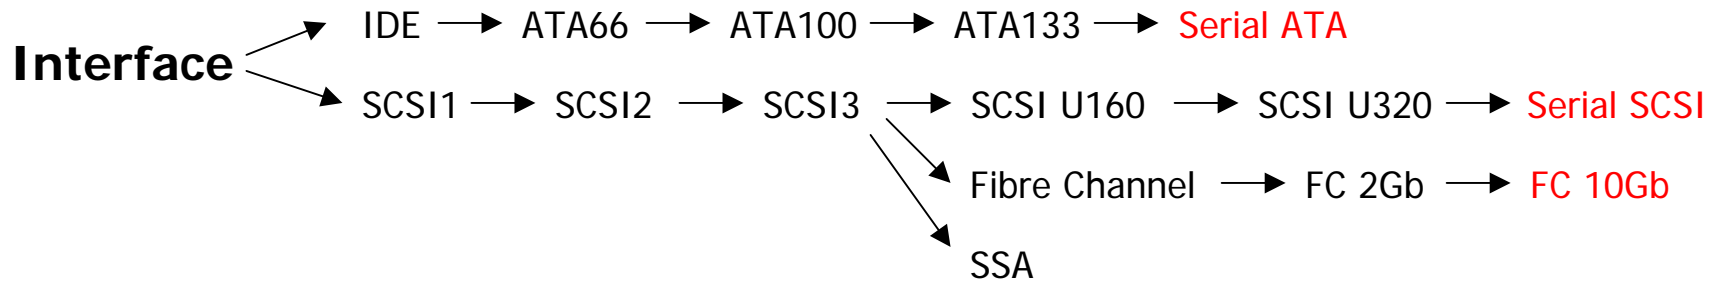 IDE ATA66 ATA100 ATA133 Serial ATA
Interface
SCSI1 SCSI2 SCSI3 SCSI U160 SCSI U320 Serial SCSI
Fibre Channel FC 2Gb FC 10Gb
SSA